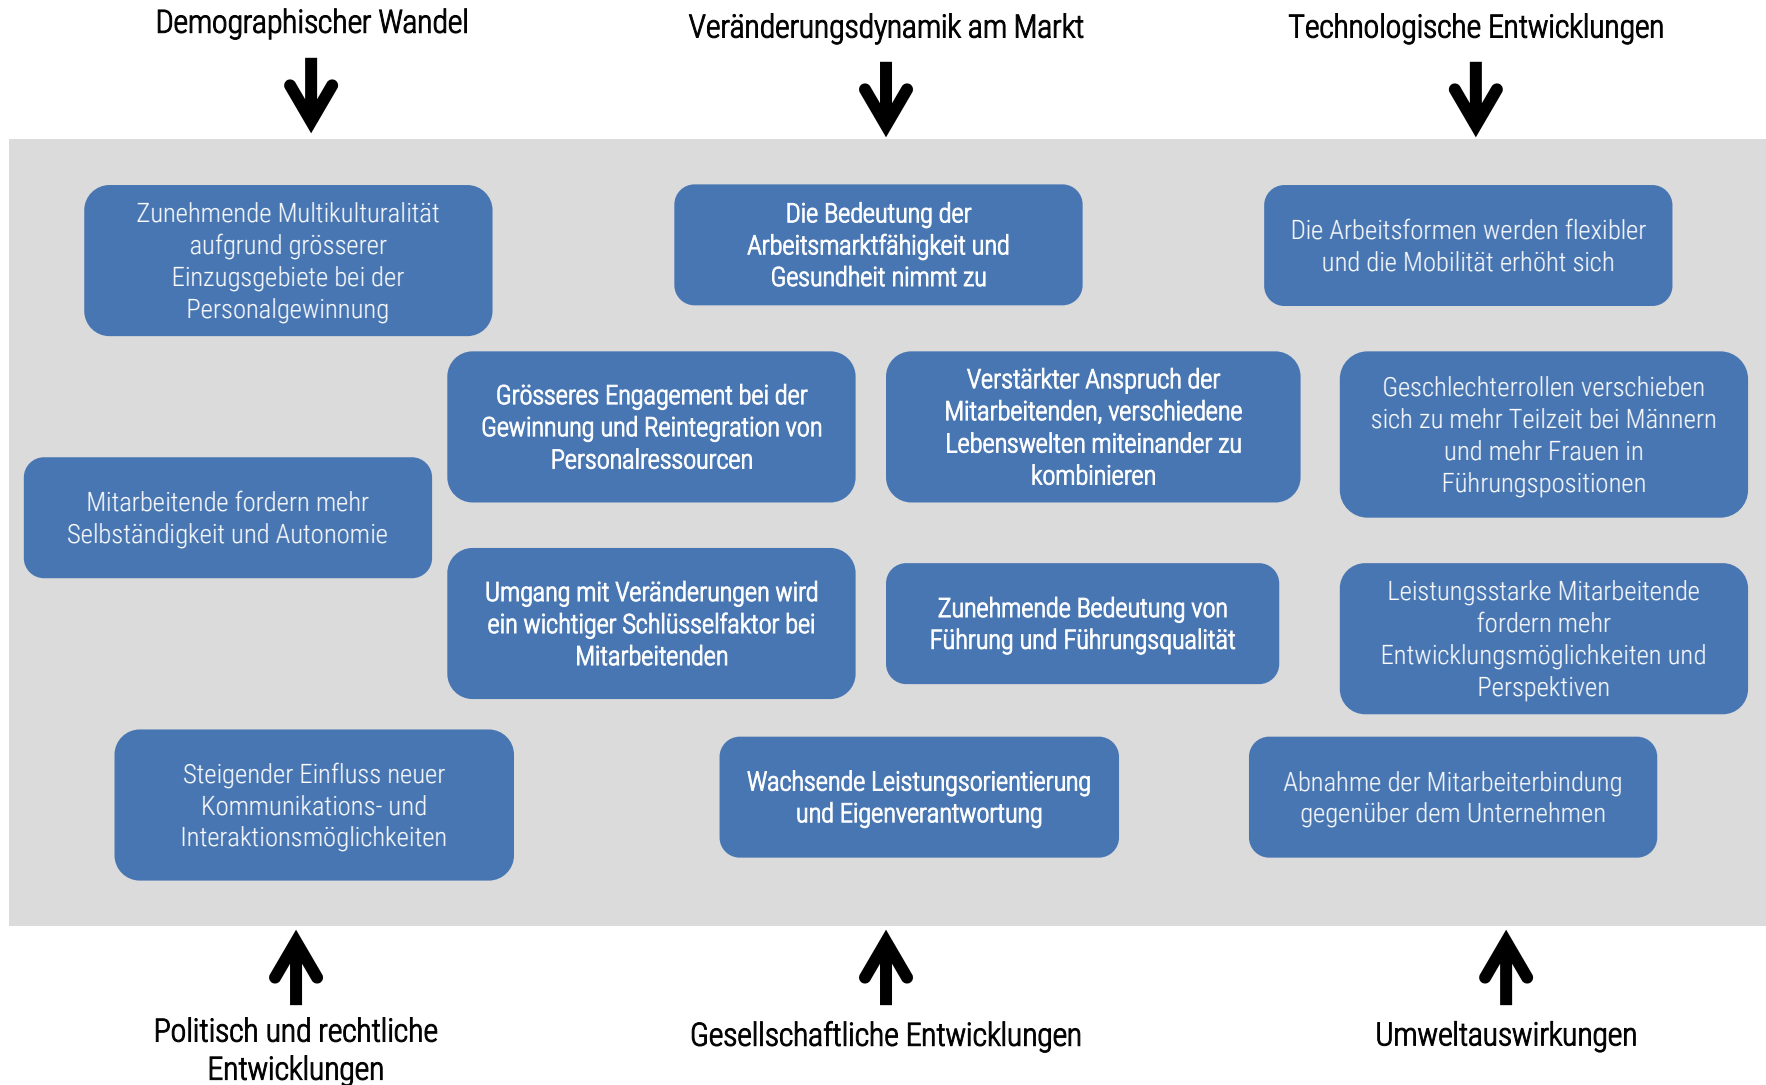 Demographischer Wandel
Veränderungsdynamik am Markt
Technologische Entwicklungen
Zunehmende Multikulturalität
aufgrund grösserer
Einzugsgebiete bei der
Personalgewinnung
Die Bedeutung der
Arbeitsmarktfähigkeit und
Gesundheit nimmt zu
Die Arbeitsformen werden flexibler
und die Mobilität erhöht sich
Grösseres Engagement bei der
Gewinnung und Reintegration von
Personalressourcen
Verstärkter Anspruch der
Mitarbeitenden, verschiedene
Lebenswelten miteinander zu
kombinieren
Geschlechterrollen verschieben
sich zu mehr Teilzeit bei Männern
und mehr Frauen in
Führungspositionen
Mitarbeitende fordern mehr
Selbständigkeit und Autonomie
Umgang mit Veränderungen wird
ein wichtiger Schlüsselfaktor bei
Mitarbeitenden
Zunehmende Bedeutung von
Führung und Führungsqualität
Leistungsstarke Mitarbeitende
fordern mehr
Entwicklungsmöglichkeiten und
Perspektiven
Steigender Einfluss neuer
Kommunikations- und
Interaktionsmöglichkeiten
Wachsende Leistungsorientierung
und Eigenverantwortung
Abnahme der Mitarbeiterbindung
gegenüber dem Unternehmen
Politisch und rechtliche
Entwicklungen
Gesellschaftliche Entwicklungen
Umweltauswirkungen